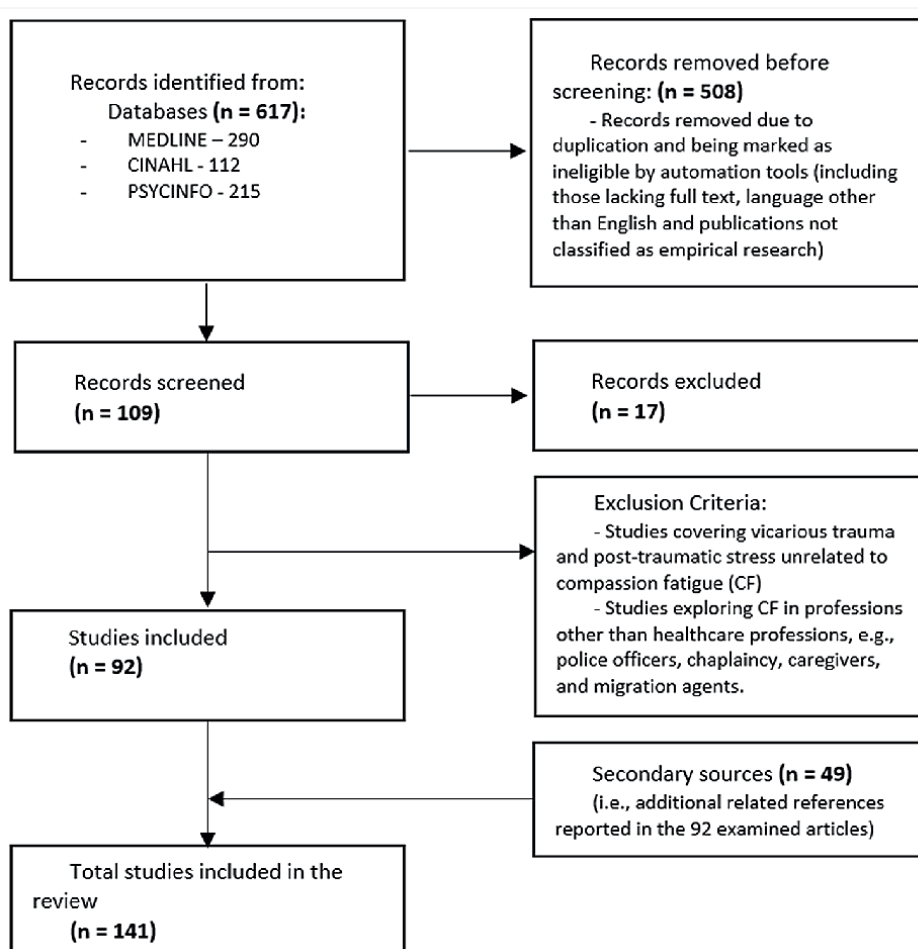 Records identified from:
Databases (n = 617):
- MEDLINE – 290
- CINAHL - 112
- PSYCINFO - 215
Records removed before
screening: (n = 508)
- Records removed due to
duplication and being marked as
ineligible by automation tools (including
those lacking full text, language other
than English and publications not
classified as empirical research)
Records screened
(n = 109)
Records excluded
(n = 17)
Exclusion Criteria:
- Studies covering vicarious trauma
and post-traumatic stress unrelated to
compassion fatigue (CF)
- Studies exploring CF in professions
other than healthcare professions, e.g.,
police officers, chaplaincy, caregivers,
and migration agents.
Studies included
(n = 92)
Secondary sources (n = 49)
(i.e., additional related references
reported in the 92 examined articles)
Total studies included in the
review
(n = 141)